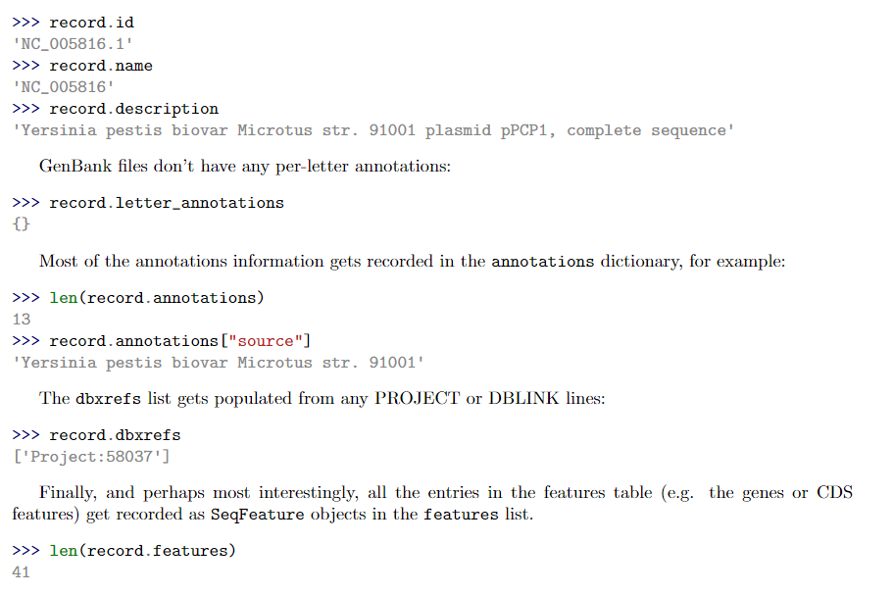 >>> record.id
'NC_005816.1'
>>> record.name
'NC_005816'
>>> record.description
'Yersinia pestis biovar Microtus str. 91001 plasmid pPCP1, complete sequence'
GenBank files don’t have any per-letter annotations:
>>> record.letter_annotations
{}
Most of the annotations information gets recorded in the annotations dictionary, for example:
>>> len(record.annotations)
13
>>> record.annotations["source"]
'Yersinia pestis biovar Microtus str. 91001'
The dbxrefs list gets populated from any PROJECT or DBLINK lines:
>>> record.dbxrefs
['Project:58037']
Finally, and perhaps most interestingly, all the entries in the features table (e.g. the genes or CDS
features) get recorded as SeqFeature objects in the features list.
>>> len(record.features)
41